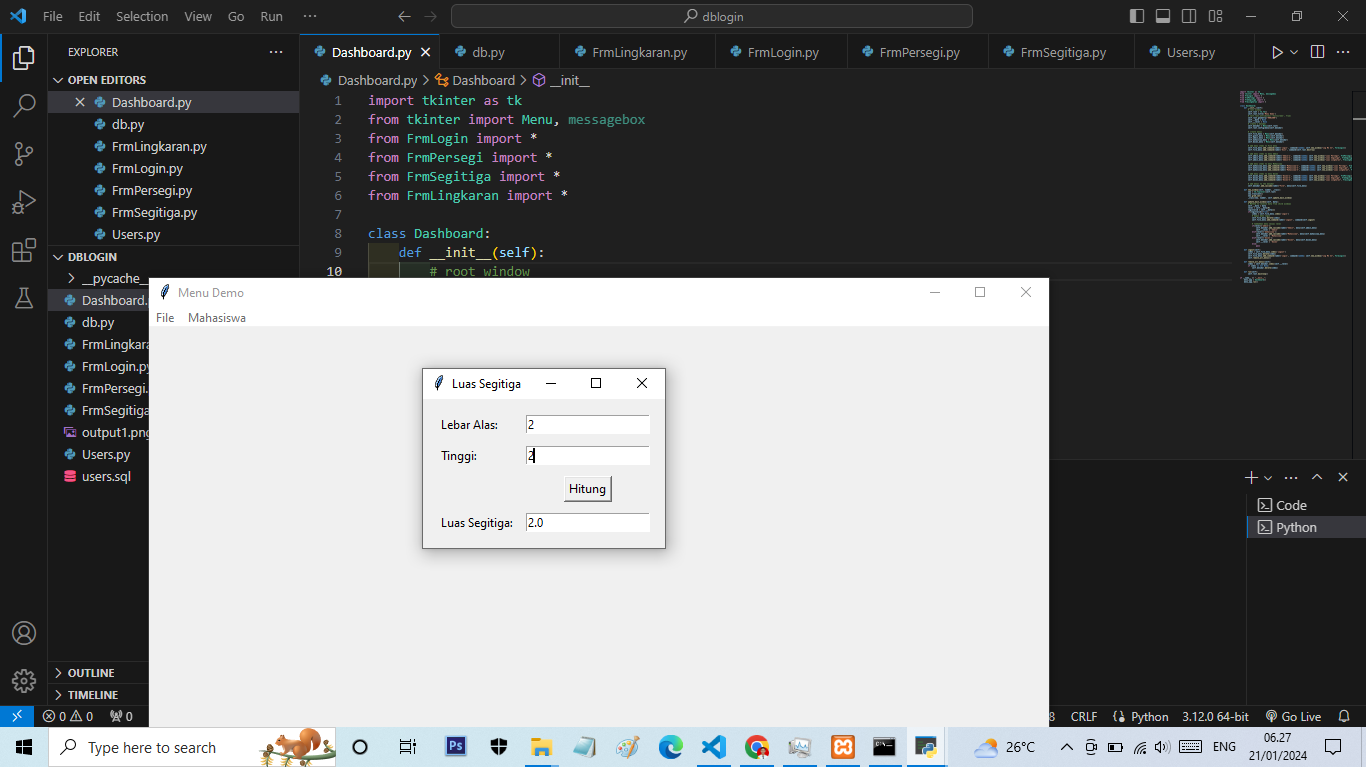 File Edit Selection View Go Run ··· dblogin
EXPLORER ···
OPEN EDITORS
Dashboard.py
db.py
FrmLingkaran.py
FrmLogin.py
FrmPersegi.py
FrmSegitiga.py
Users.py
DBLOGIN
__pycache__
Dashboard.
db.py
FrmLingkara
FrmLogin.py
FrmPersegi.
FrmSegitiga
output1.png
Users.py
users.sql
OUTLINE
TIMELINE
Dashboard.py db.py FrmLingkaran.py FrmLogin.py FrmPersegi.py FrmSegitiga.py Users.py ···
Dashboard.py > Dashboard > __init__
1 import tkinter as tk
2 from tkinter import Menu, messagebox
3 from FrmLogin import *
4 from FrmPersegi import *
5 from FrmSegitiga import *
6 from FrmLingkaran import *
7
8 class Dashboard:
9 def __init__(self):
10 # root window
Menu Demo
File Mahasiswa
Luas Segitiga
Lebar Alas: 2
Tinggi: 2
Hitung
Luas Segitiga: 2.0
Code
Python
0 0 0 8 CRLF Python 3.12.0 64-bit Go Live
Type here to search Ps 26°C ENG 06.27
21/01/2024